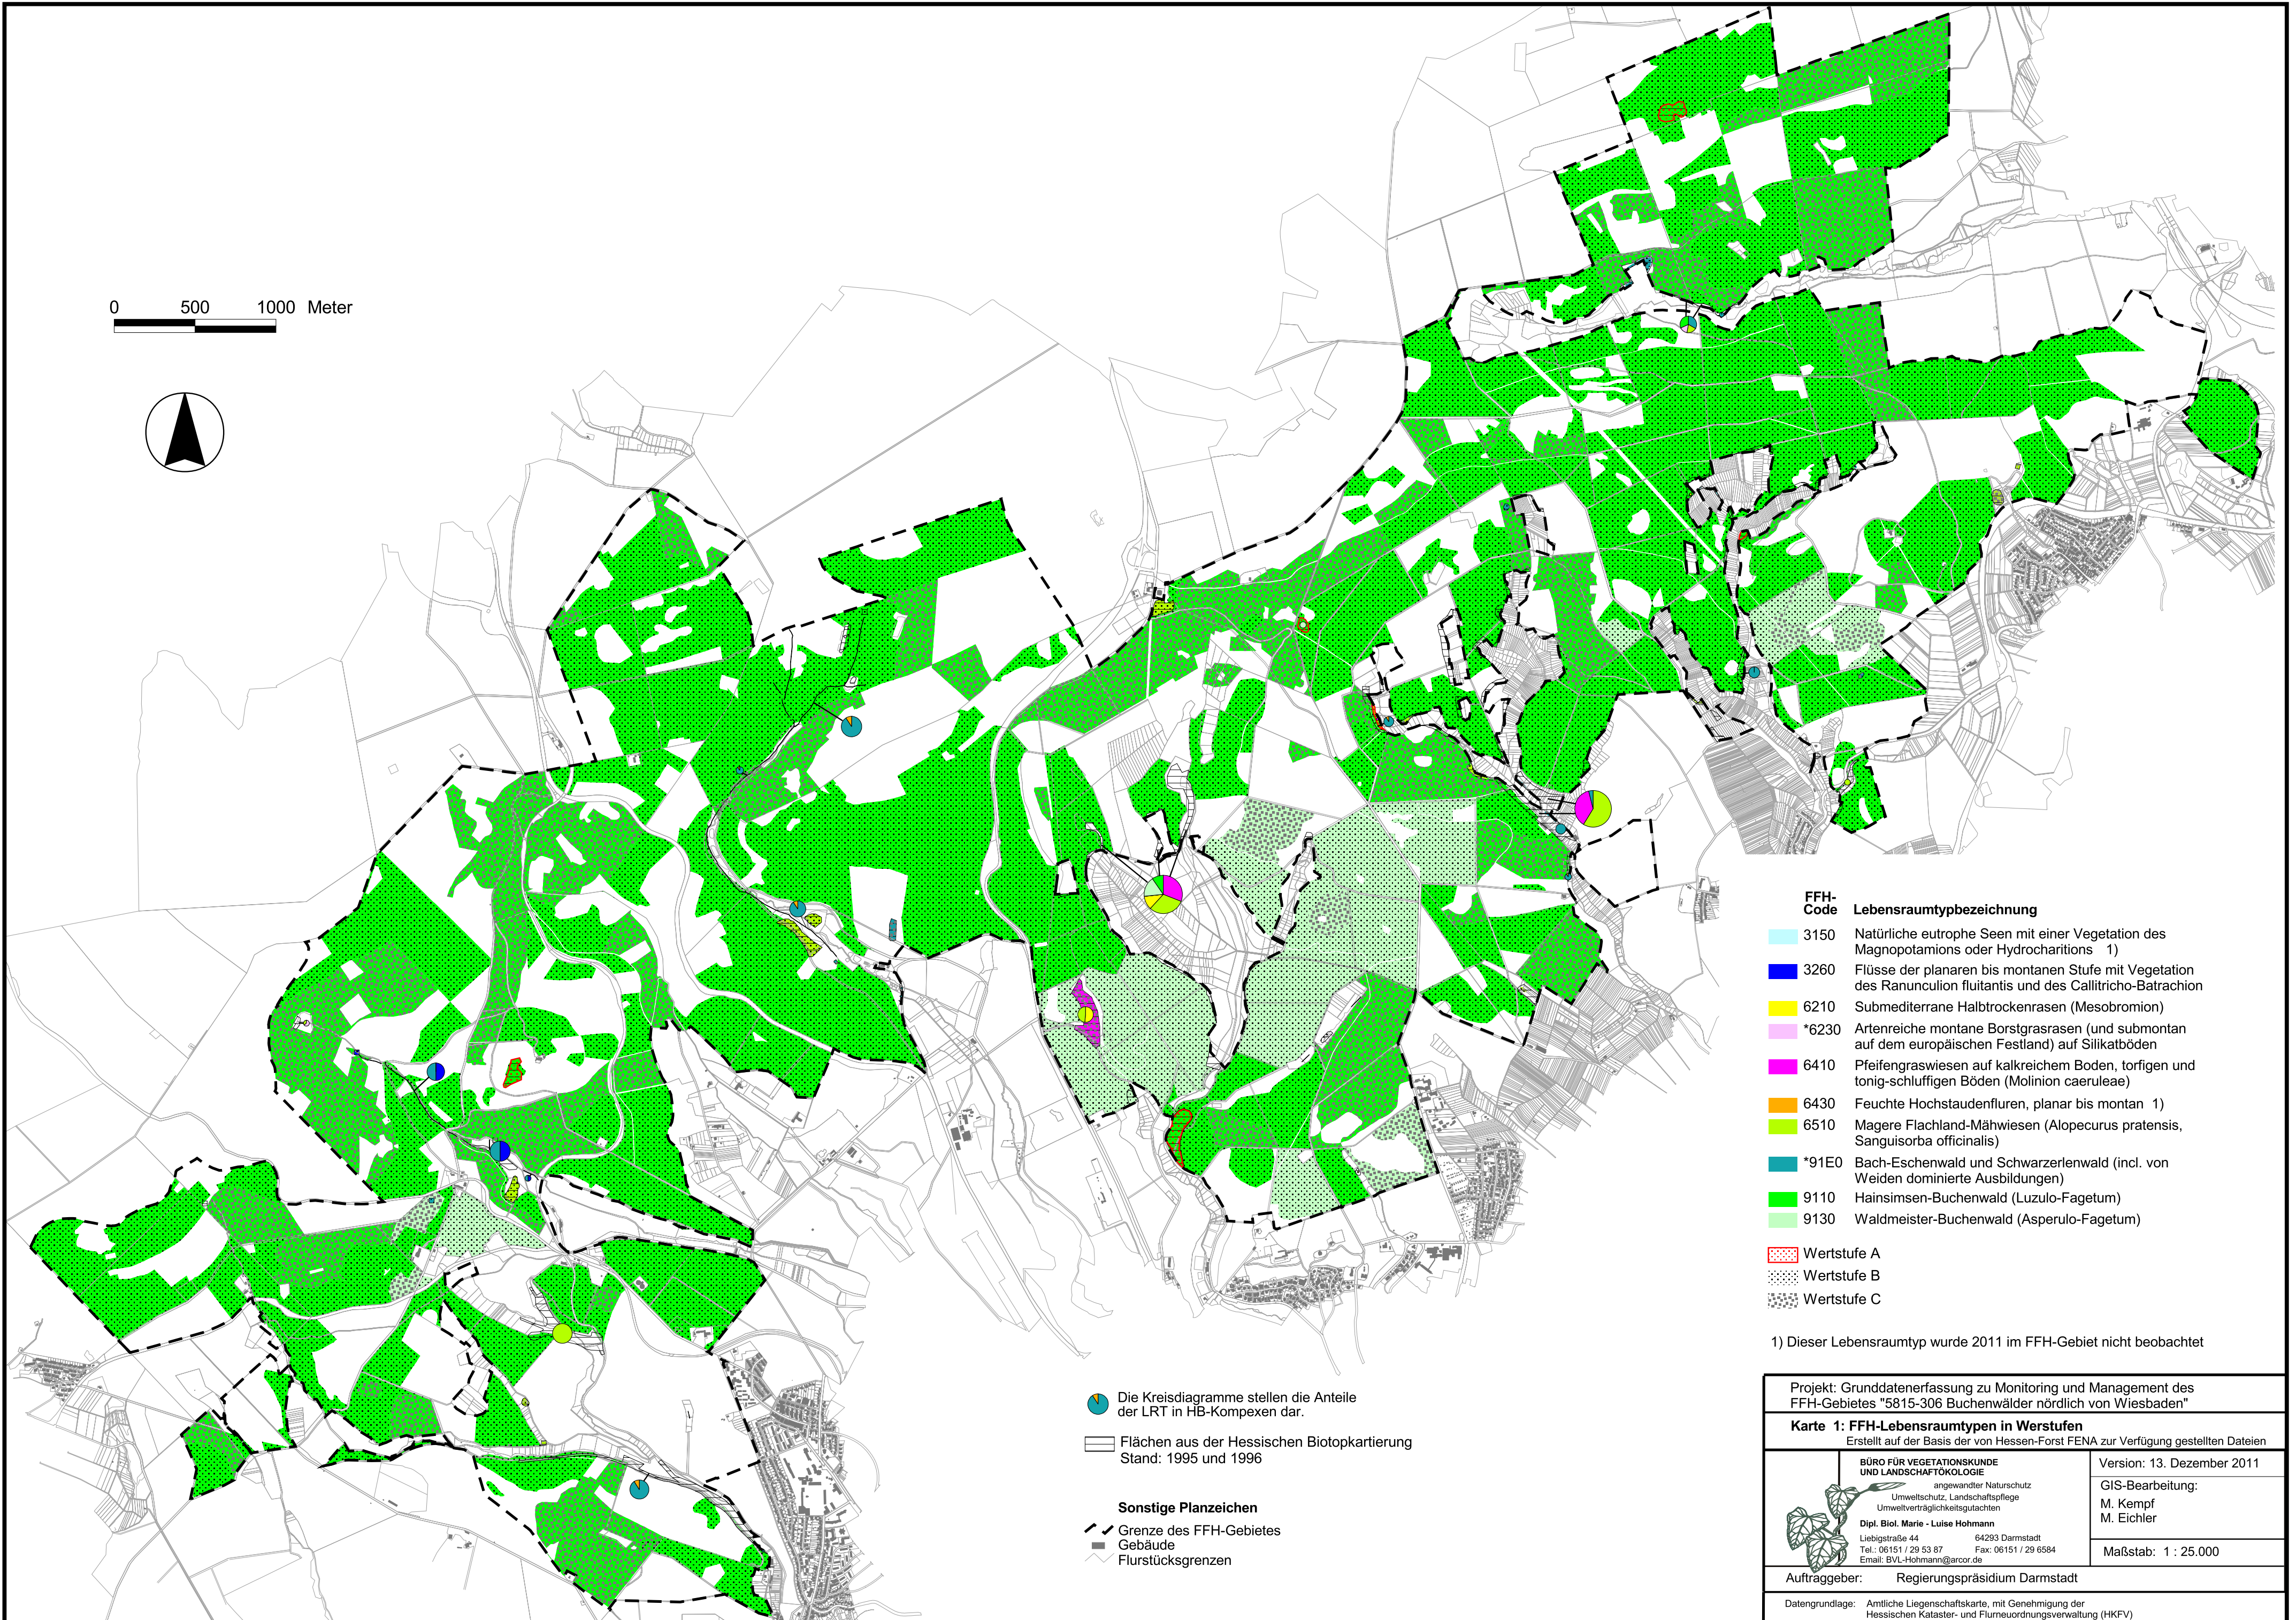 0 500 1000 Meter
FFH-
Code Lebensraumtypbezeichnung
3150 Natürliche eutrophe Seen mit einer Vegetation des
Magnopotamions oder Hydrocharitions 1)
3260 Flüsse der planaren bis montanen Stufe mit Vegetation
des Ranunculion fluitantis und des Callitricho-Batrachion
6210 Submediterrane Halbtrockenrasen (Mesobromion)
*6230 Artenreiche montane Borstgrasrasen (und submontan
auf dem europäischen Festland) auf Silikatböden
6410 Pfeifengraswiesen auf kalkreichem Boden, torfigen und
tonig-schluffigen Böden (Molinion caeruleae)
6430 Feuchte Hochstaudenfluren, planar bis montan 1)
6510 Magere Flachland-Mähwiesen (Alopecurus pratensis,
Sanguisorba officinalis)
*91E0 Bach-Eschenwald und Schwarzerlenwald (incl. von
Weiden dominierte Ausbildungen)
9110 Hainsimsen-Buchenwald (Luzulo-Fagetum)
9130 Waldmeister-Buchenwald (Asperulo-Fagetum)
Wertstufe A
Wertstufe B
Wertstufe C
1) Dieser Lebensraumtyp wurde 2011 im FFH-Gebiet nicht beobachtet
Die Kreisdiagramme stellen die Anteile
der LRT in HB-Kompexen dar.
Flächen aus der Hessischen Biotopkartierung
Stand: 1995 und 1996
Sonstige Planzeichen
Grenze des FFH-Gebietes
Gebäude
Flurstücksgrenzen
Projekt: Grunddatenerfassung zu Monitoring und Management des
FFH-Gebietes "5815-306 Buchenwälder nördlich von Wiesbaden"
Karte 1: FFH-Lebensraumtypen in Werstufen
Erstellt auf der Basis der von Hessen-Forst FENA zur Verfügung gestellten Dateien
BÜRO FÜR VEGETATIONSKUNDE
UND LANDSCHAFTÖKOLOGIE
angewandter Naturschutz
Umweltschutz, Landschaftspflege
Umweltverträglichkeitsgutachten
Dipl. Biol. Marie - Luise Hohmann
Liebigstraße 44 64293 Darmstadt
Tel.: 06151 / 29 53 87 Fax: 06151 / 29 6584
Email: BVL-Hohmann@arcor.de
Version: 13. Dezember 2011
GIS-Bearbeitung:
M. Kempf
M. Eichler
Maßstab: 1 : 25.000
Auftraggeber: Regierungspräsidium Darmstadt
Datengrundlage: Amtliche Liegenschaftskarte, mit Genehmigung der
Hessischen Kataster- und Flurneuordnungsverwaltung (HKFV)